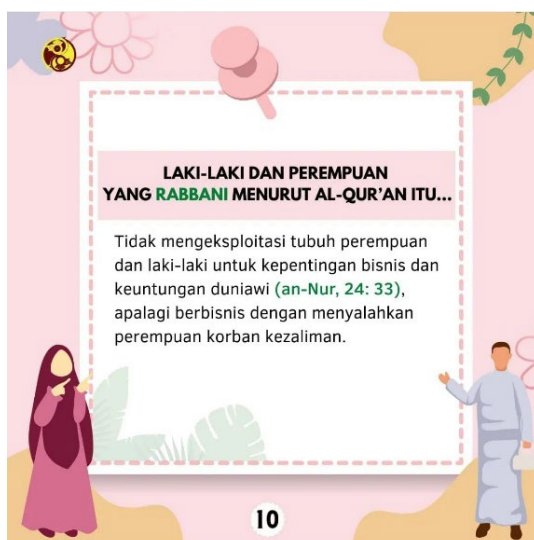 LAKI-LAKI DAN PEREMPUAN
YANG RABBANI MENURUT AL-QUR'AN ITU...
Tidak mengeksploitasi tubuh perempuan
dan laki-laki untuk kepentingan bisnis dan
keuntungan duniawi (an-Nur, 24: 33),
apalagi berbisnis dengan menyalahkan
perempuan korban kezaliman.
10